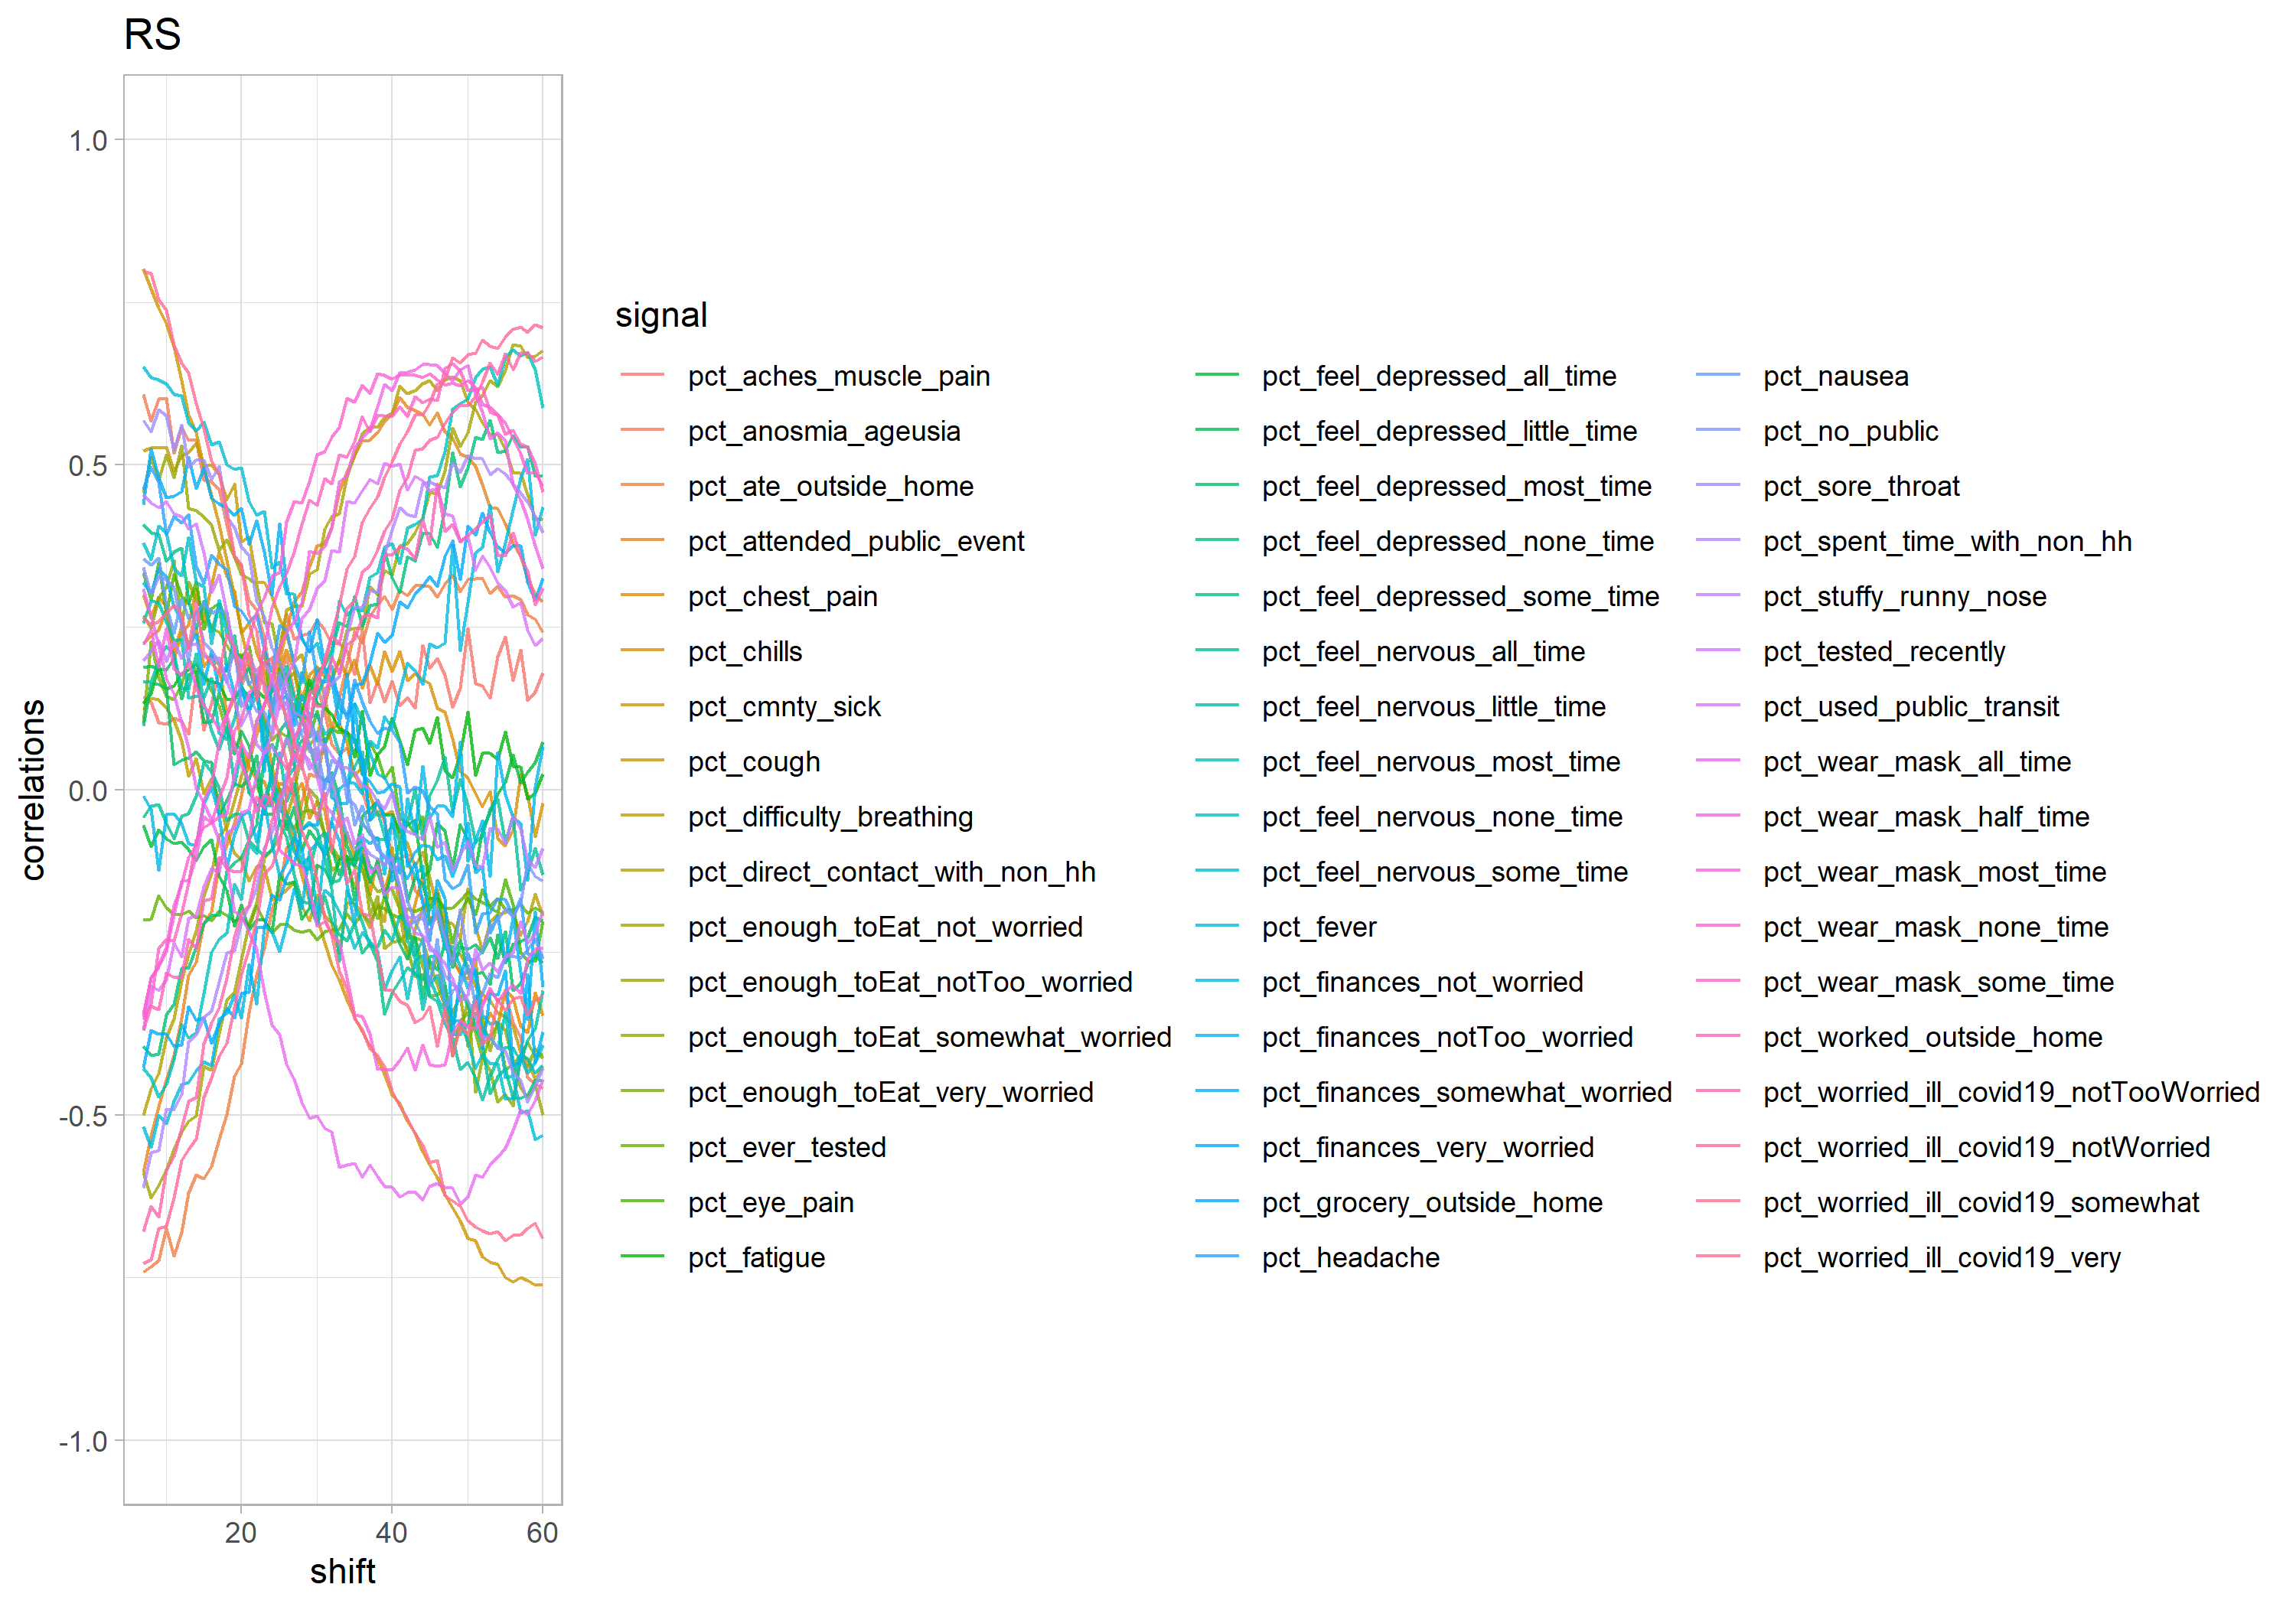 RS
1.0
0.5
0.0
-0.5
-1.0
correlations
20
40
60
shift
signal
pct_aches_muscle_pain
pct_anosmia_ageusia
pct_ate_outside_home
pct_attended_public_event
pct_chest_pain
pct_chills
pct_cmnty_sick
pct_cough
pct_difficulty_breathing
pct_direct_contact_with_non_hh
pct_enough_toEat_not_worried
pct_enough_toEat_notToo_worried
pct_enough_toEat_somewhat_worried
pct_enough_toEat_very_worried
pct_ever_tested
pct_eye_pain
pct_fatigue
pct_feel_depressed_all_time
pct_feel_depressed_little_time
pct_feel_depressed_most_time
pct_feel_depressed_none_time
pct_feel_depressed_some_time
pct_feel_nervous_all_time
pct_feel_nervous_little_time
pct_feel_nervous_most_time
pct_feel_nervous_none_time
pct_feel_nervous_some_time
pct_fever
pct_finances_not_worried
pct_finances_notToo_worried
pct_finances_somewhat_worried
pct_finances_very_worried
pct_grocery_outside_home
pct_headache
pct_nausea
pct_no_public
pct_sore_throat
pct_spent_time_with_non_hh
pct_stuffy_runny_nose
pct_tested_recently
pct_used_public_transit
pct_wear_mask_all_time
pct_wear_mask_half_time
pct_wear_mask_most_time
pct_wear_mask_none_time
pct_wear_mask_some_time
pct_worked_outside_home
pct_worried_ill_covid19_notTooWorried
pct_worried_ill_covid19_notWorried
pct_worried_ill_covid19_somewhat
pct_worried_ill_covid19_very